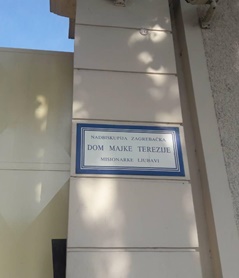 NADBISKUPIJA ZAGREBAČKA
DOM MAJKE TEREZIJE
MISIONARKE LJUBAVI